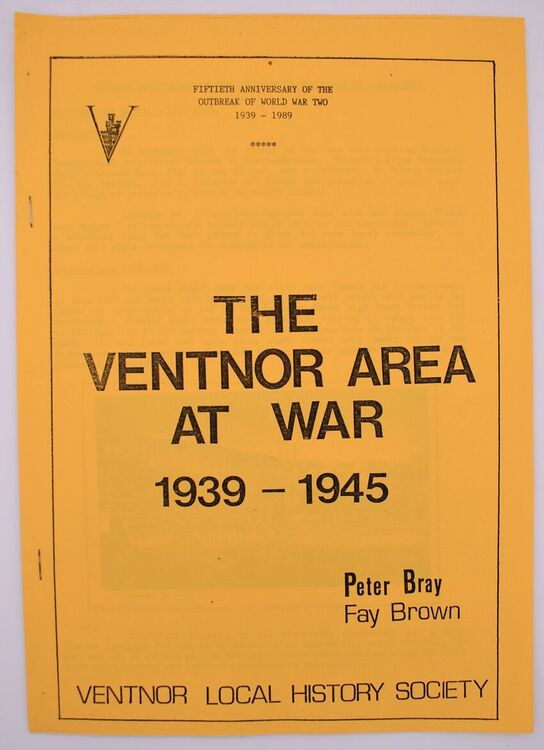 FIFTIETH ANNIVERSARY OF THE
OUTBREAK OF WORLD WAR TWO
1939 - 1989
*****
THE
VENTNOR AREA
AT WAR
1939 – 1945
Peter Bray
Fay Brown
VENTNOR LOCAL HISTORY SOCIETY